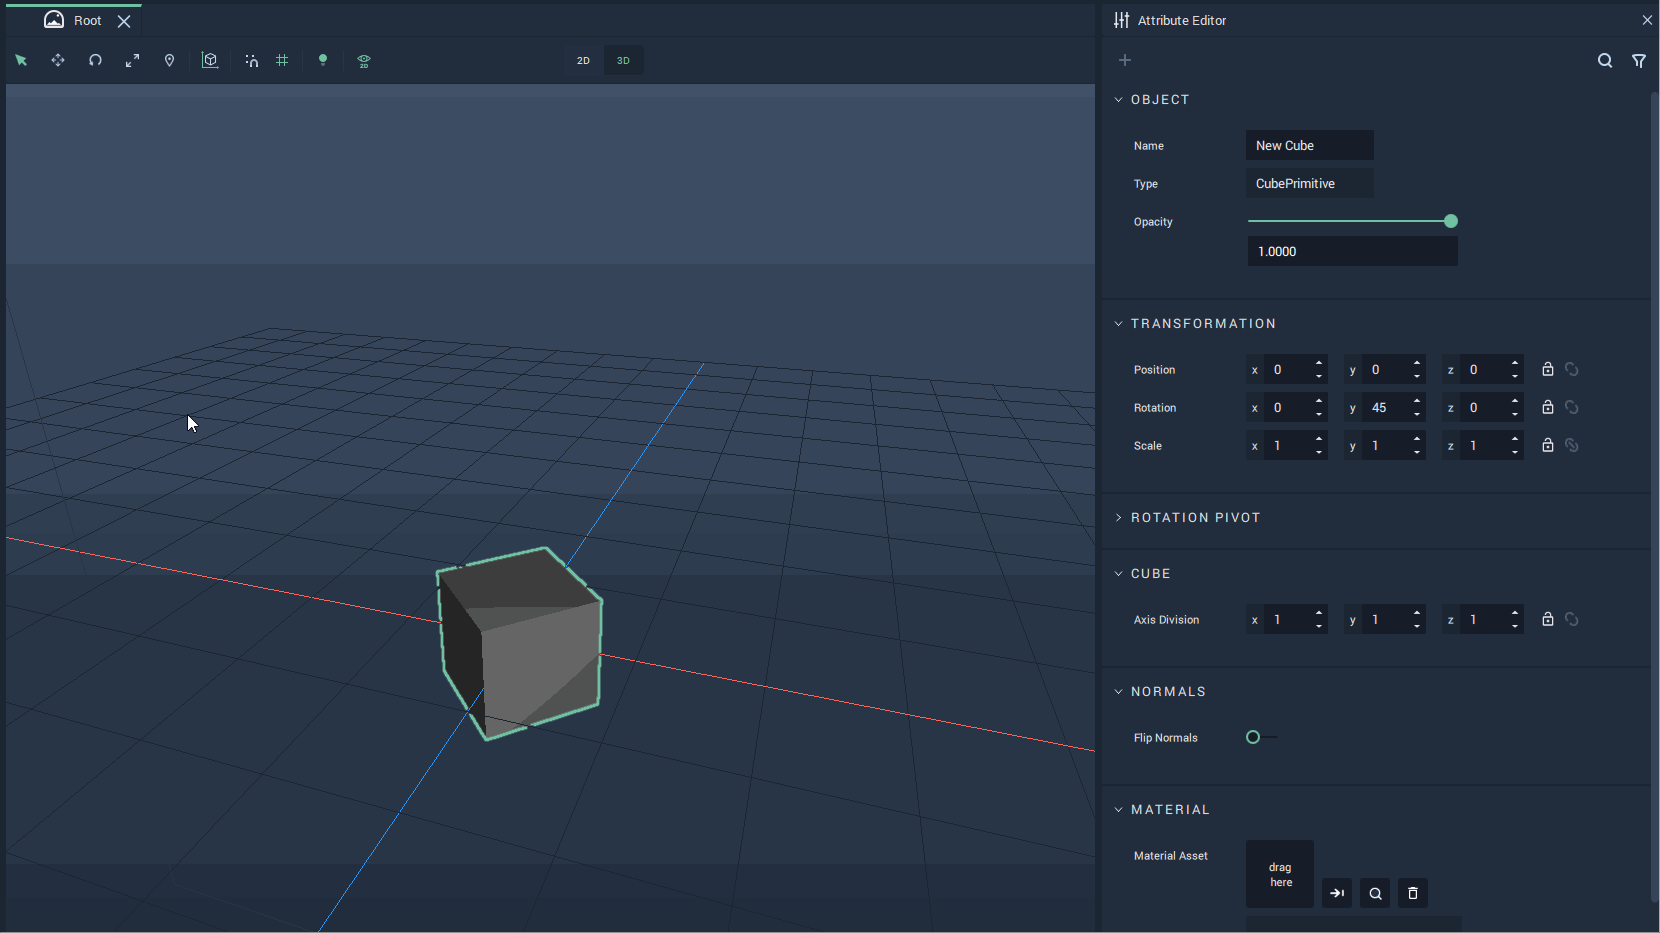 Root
2D
2D 3D
Attribute Editor
OBJECT
Name New Cube
Type CubePrimitive
Opacity
1.0000
TRANSFORMATION
Position x 0 y 0 z 0
Rotation x 0 y 45 z 0
Scale x 1 y 1 z 1
ROTATION PIVOT
CUBE
Axis Division x 1 y 1 z 1
NORMALS
Flip Normals
MATERIAL
Material Asset
drag
here